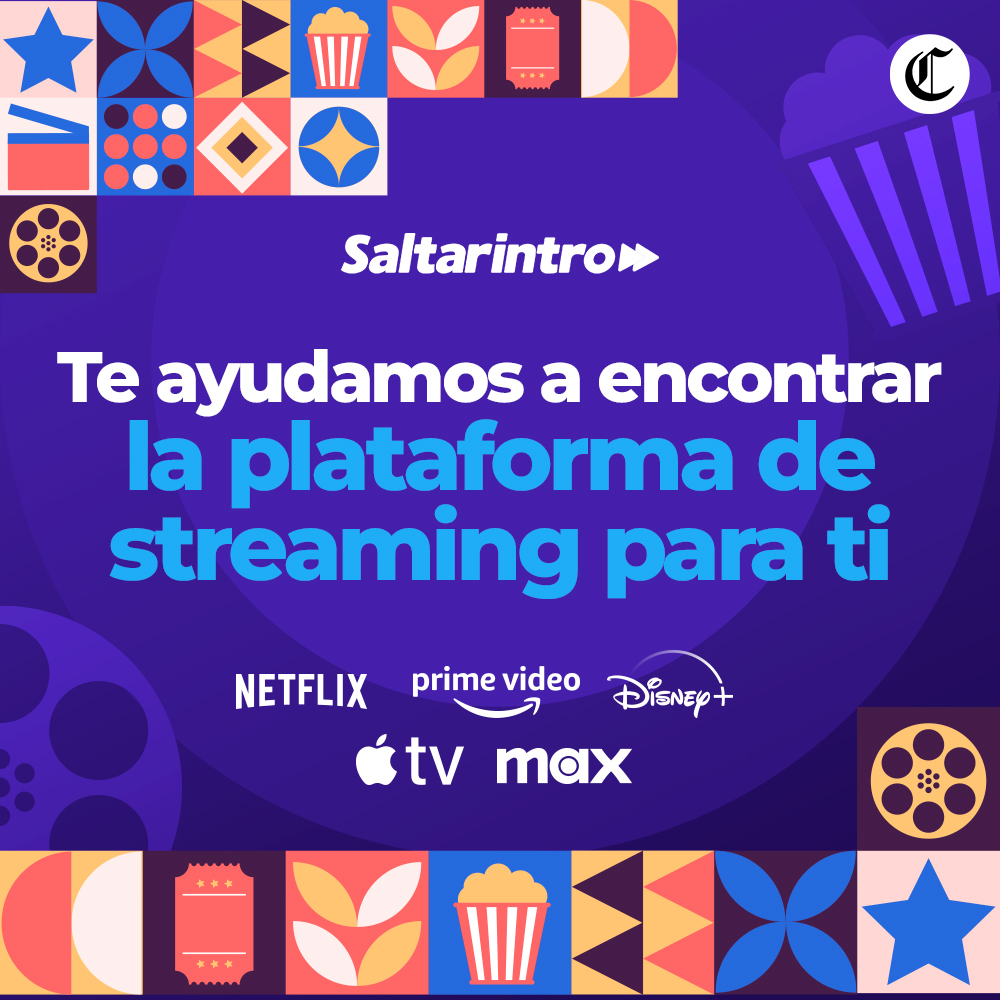 C
Saltarintro
Te ayudamos a encontrar
la plataforma de
streaming para ti
NETFLIX
prime video
Disney+
tv
max